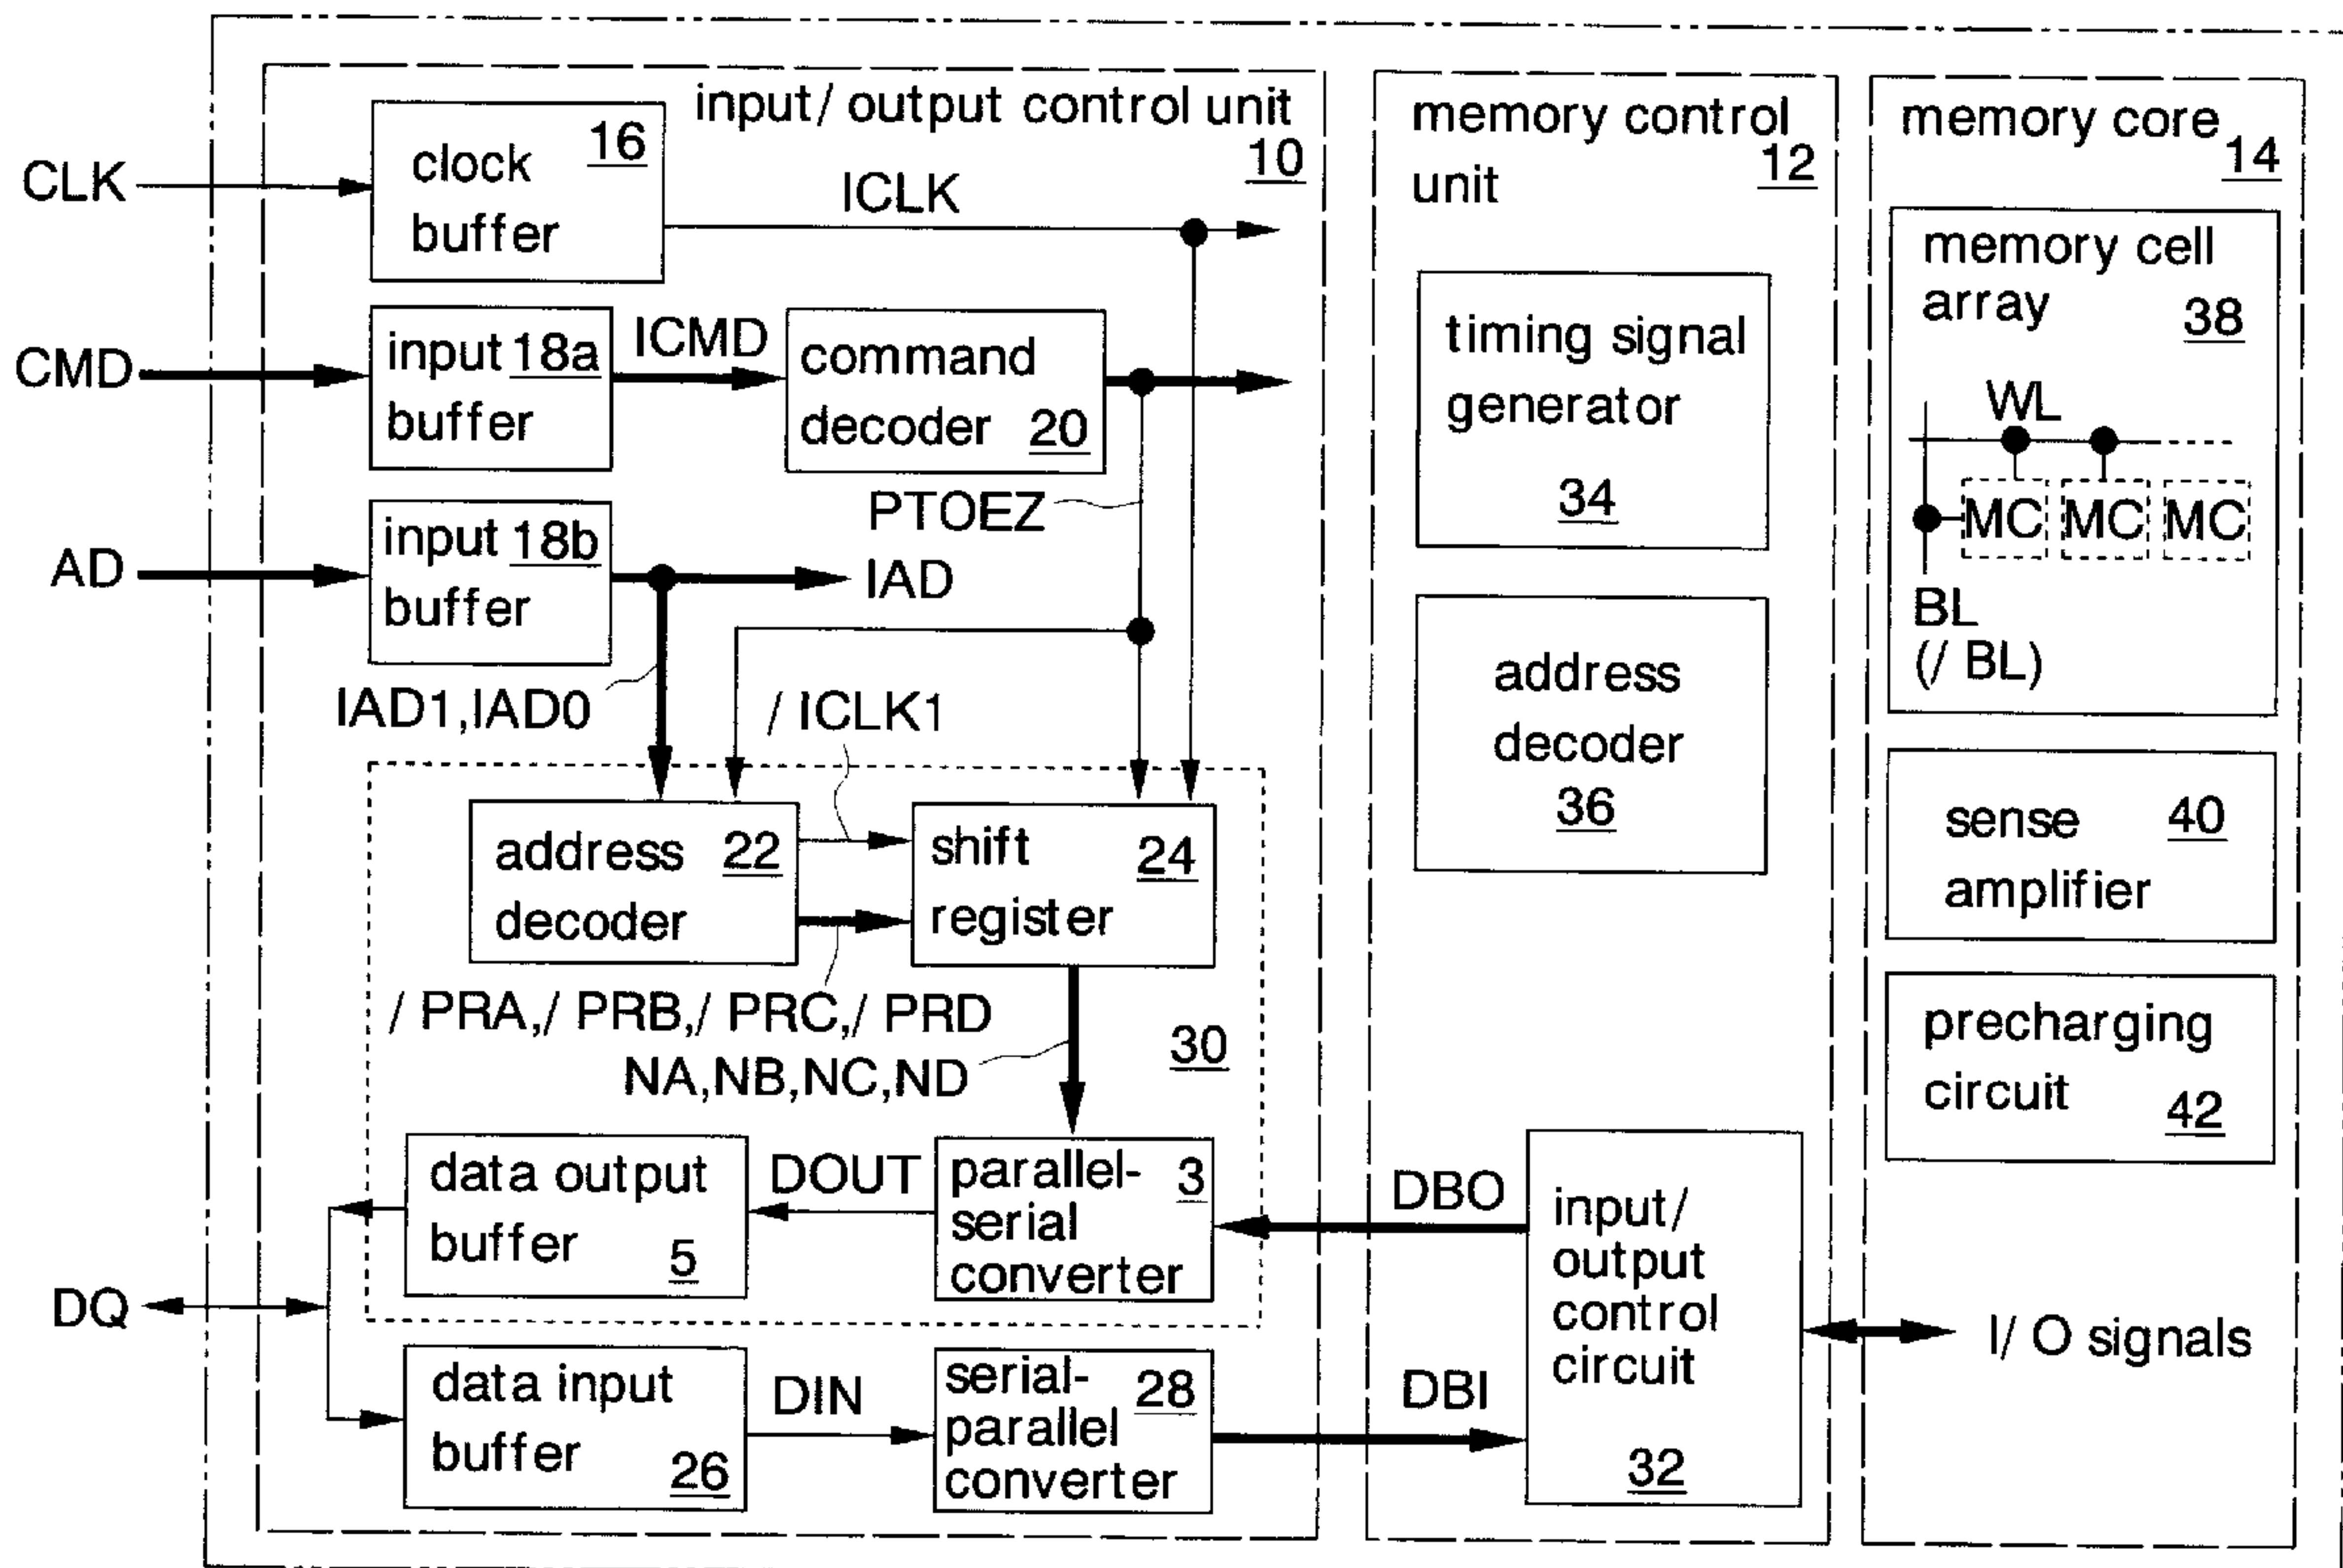 input/ output control unit
10
memory control
unit
12
memory core
14
CLK
clock
buffer
16
ICLK
CMD
input 18a
buffer
ICMD
command
decoder 20
PTOEZ
AD
input 18b
buffer
IAD
IAD1,IAD0
/ ICLK1
address 22
decoder
shift 24
register
/ PRA,/ PRB,/ PRC,/ PRD
NA,NB,NC,ND
30
data output
buffer 5
DOUT
parallel- 3
serial
converter
DQ
data input
buffer 26
DIN
serial- 28
parallel
converter
DBO
DBI
timing signal
generator
34
address
decoder
36
input/
output
control
circuit
32
memory cell
array 38
WL
MC MC MC
BL
(/ BL)
sense 40
amplifier
precharging
circuit 42
I/ O signals